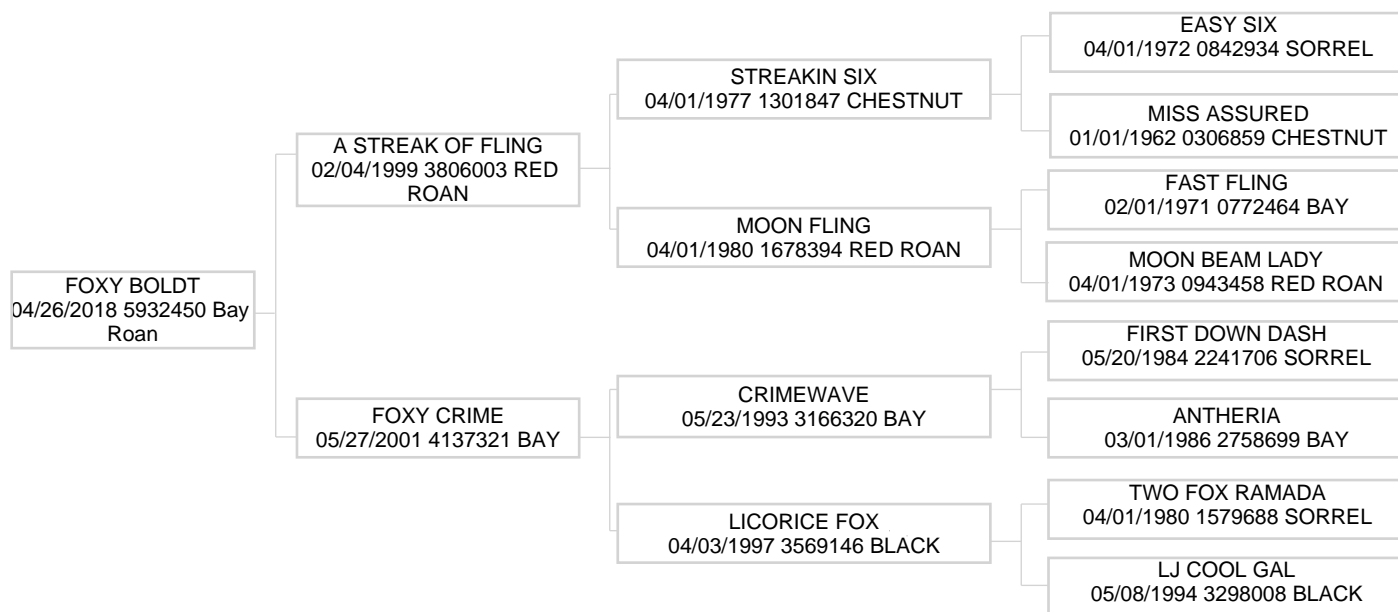 EASY SIX
04/01/1972 0842934 SORREL
STREAKIN SIX
04/01/1977 1301847 CHESTNUT
MISS ASSURED
01/01/1962 0306859 CHESTNUT
A STREAK OF FLING
02/04/1999 3806003 RED
ROAN
FAST FLING
02/01/1971 0772464 BAY
MOON FLING
04/01/1980 1678394 RED ROAN
MOON BEAM LADY
04/01/1973 0943458 RED ROAN
FOXY BOLDT
04/26/2018 5932450 Bay
Roan
FIRST DOWN DASH
05/20/1984 2241706 SORREL
CRIMEWAVE
05/23/1993 3166320 BAY
ANTHERIA
03/01/1986 2758699 BAY
FOXY CRIME
05/27/2001 4137321 BAY
TWO FOX RAMADA
04/01/1980 1579688 SORREL
LICORICE FOX
04/03/1997 3569146 BLACK
LJ COOL GAL
05/08/1994 3298008 BLACK